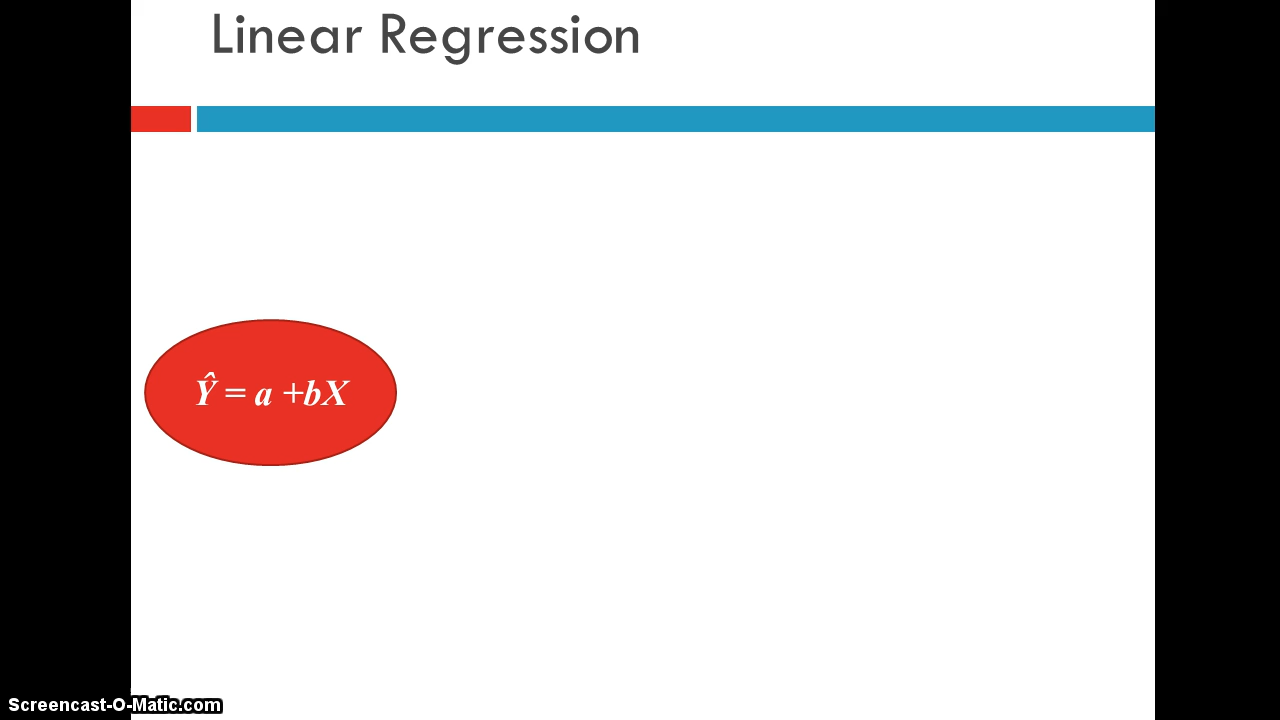 Linear Regression
Ŷ = a +bX
Screencast-O-Matic.com